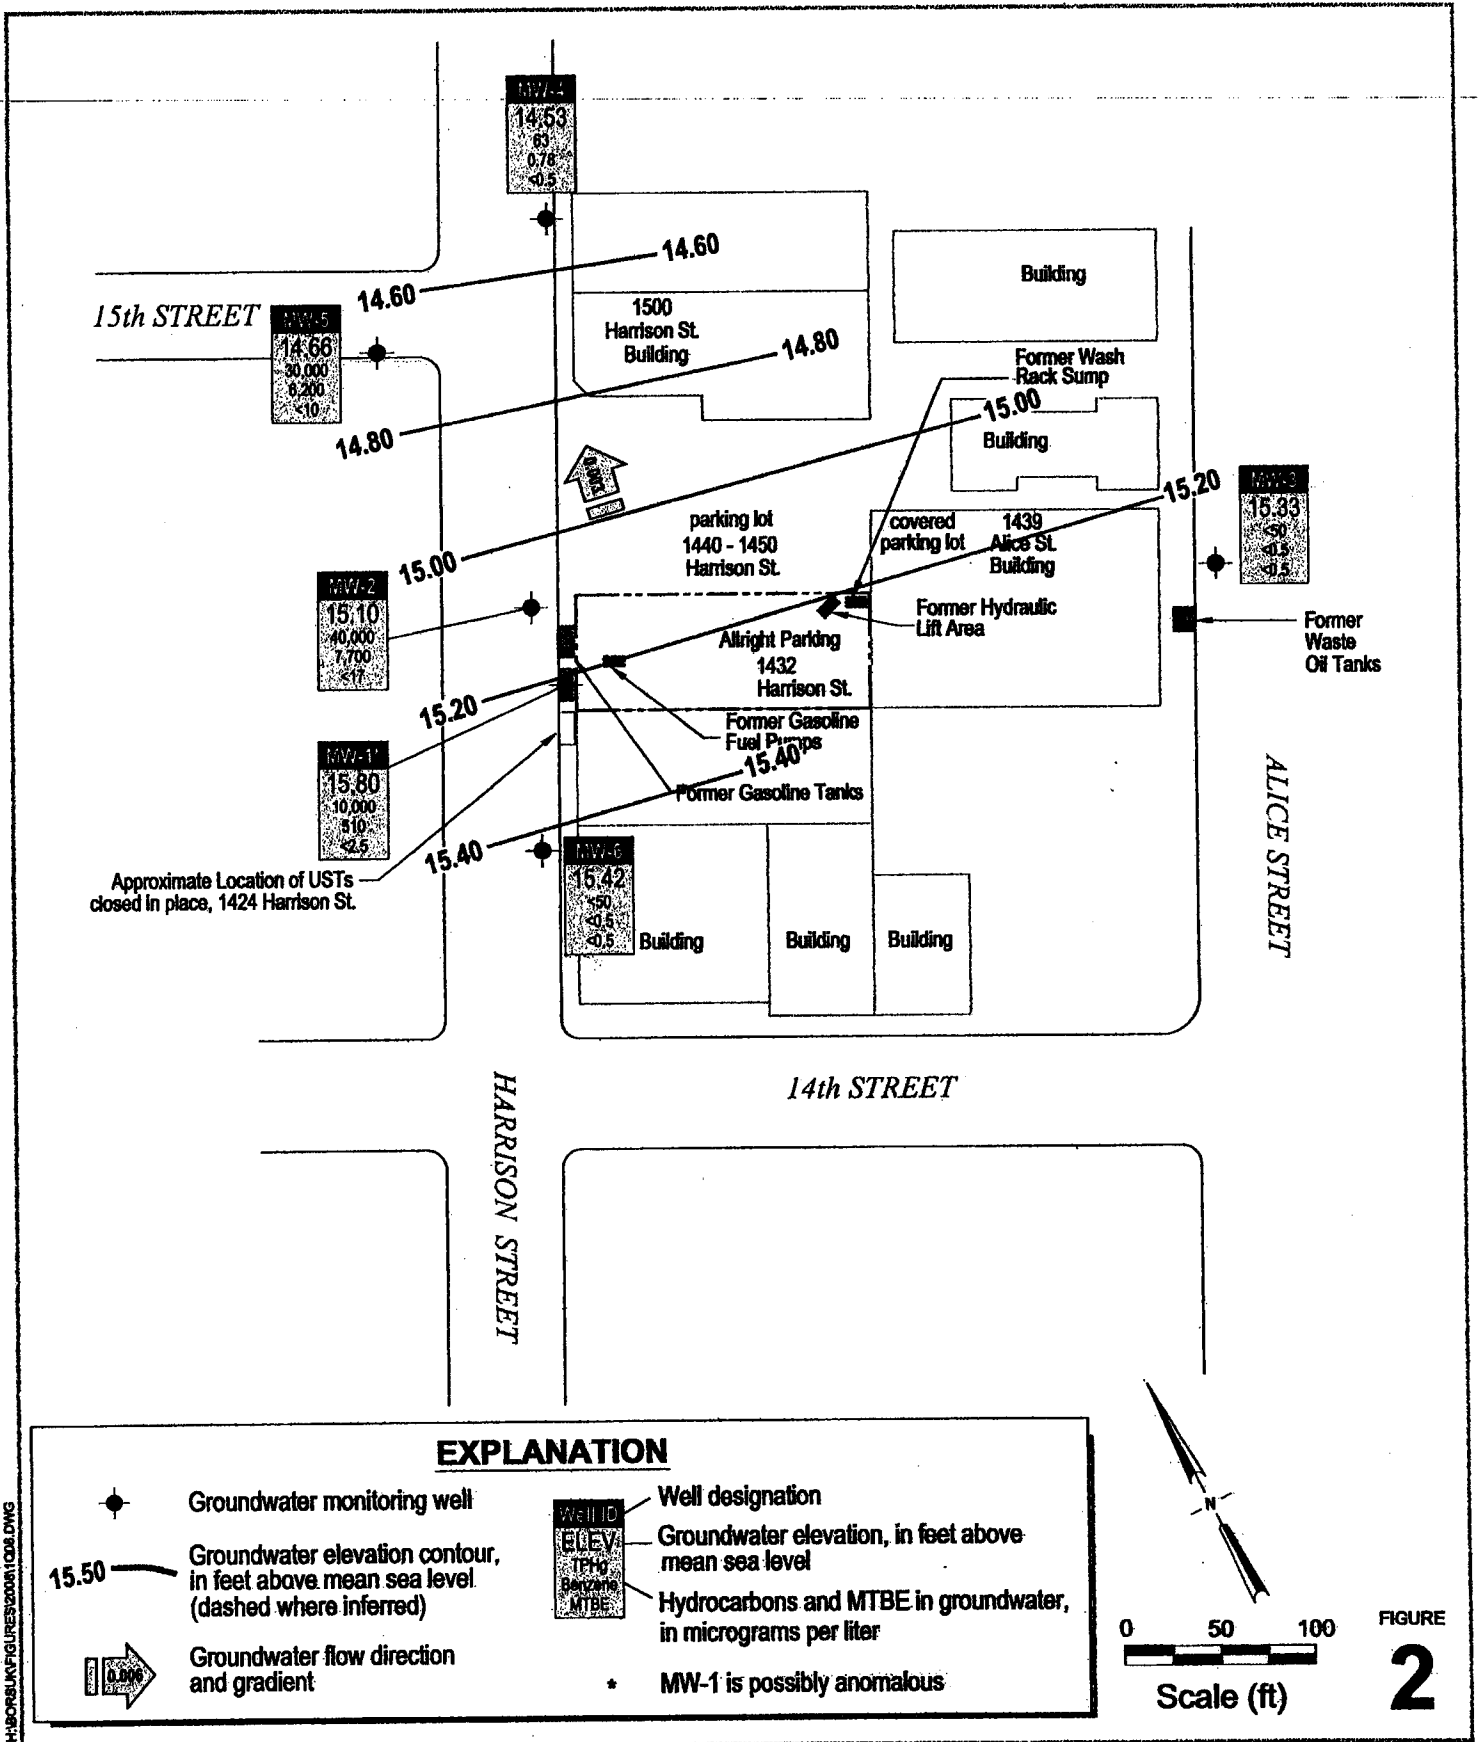 MW-4
14.53
63
0.78
<0.5
14.60
14.60
15th STREET
MW-5
14.66
30,000
6,200
<10
1500
Harrison St.
Building
Building
14.80
14.80
Former Wash
Rack Sump
15.00
Building
15.20
MW-3
15.33
<50
<0.5
<0.5
parking lot
1440 - 1450
Harrison St.
covered
parking lot
1439
Alice St.
Building
15.00
MW-2
15.10
40,000
7,700
<17
Former Hydraulic
Lift Area
Allright Parking
1432
Harrison St.
Former
Waste
Oil Tanks
15.20
Former Gasoline
Fuel Pumps
15.40
Former Gasoline Tanks
MW-1*
15.80
10,000
510
<2.5
15.40
Approximate Location of USTs
closed in place, 1424 Harrison St.
MW-6
15.42
<50
<0.5
<0.5
Building
Building
Building
ALICE STREET
14th STREET
HARRISON STREET
EXPLANATION
Groundwater monitoring well
15.50
Groundwater elevation contour,
in feet above mean sea level
(dashed where inferred)
0.006
Groundwater flow direction
and gradient
Well ID
ELEV
TPHg
Benzene
MTBE
Well designation
Groundwater elevation, in feet above
mean sea level
Hydrocarbons and MTBE in groundwater,
in micrograms per liter
* MW-1 is possibly anomalous
N
0 50 100
Scale (ft)
FIGURE
2